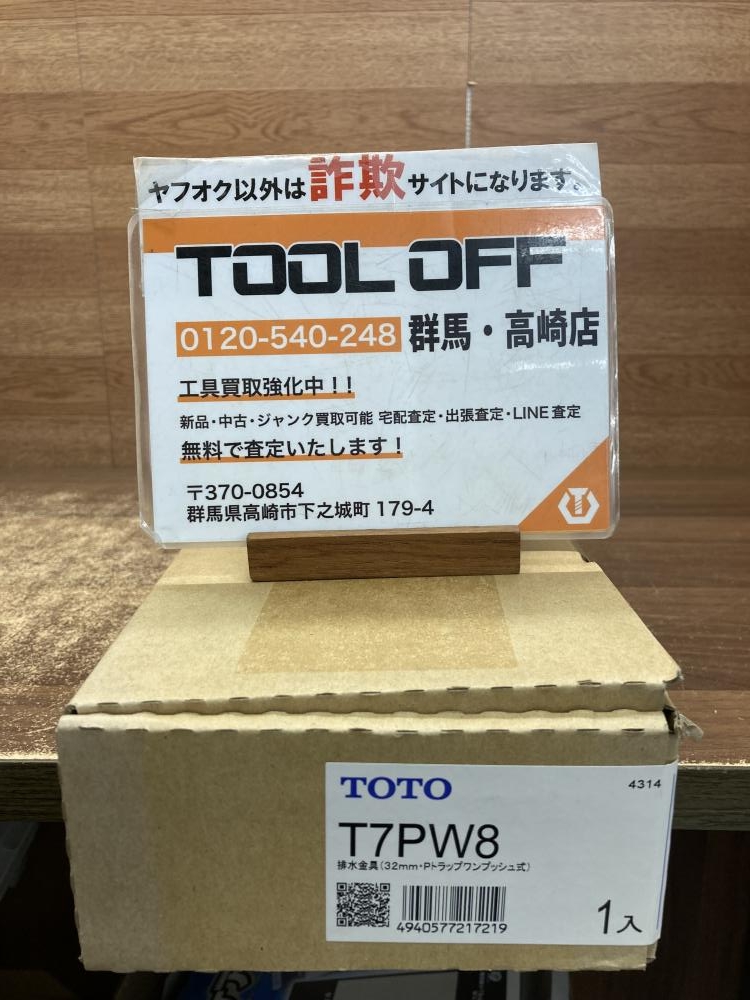 ヤフオク以外は詐欺サイトになります。
TOOL OFF
0120-540-248 群馬・高崎店
工具買取強化中！！
新品・中古・ジャンク買取可能 宅配査定・出張査定・LINE査定
無料で査定いたします！
〒370-0854
群馬県高崎市下之城町 179-4
TOTO
4314
T7PW8
排水金具(32mm・Pトラップワンプッシュ式)
4940577217219
1入